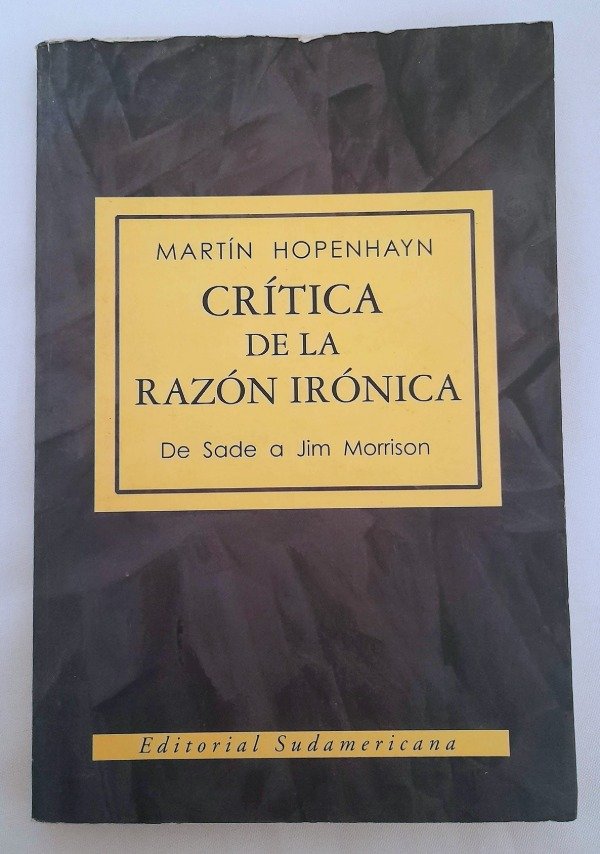 MARTÍN HOPENHAYN
CRÍTICA
DE LA
RAZÓN IRÓNICA
De Sade a Jim Morrison
Editorial Sudamericana